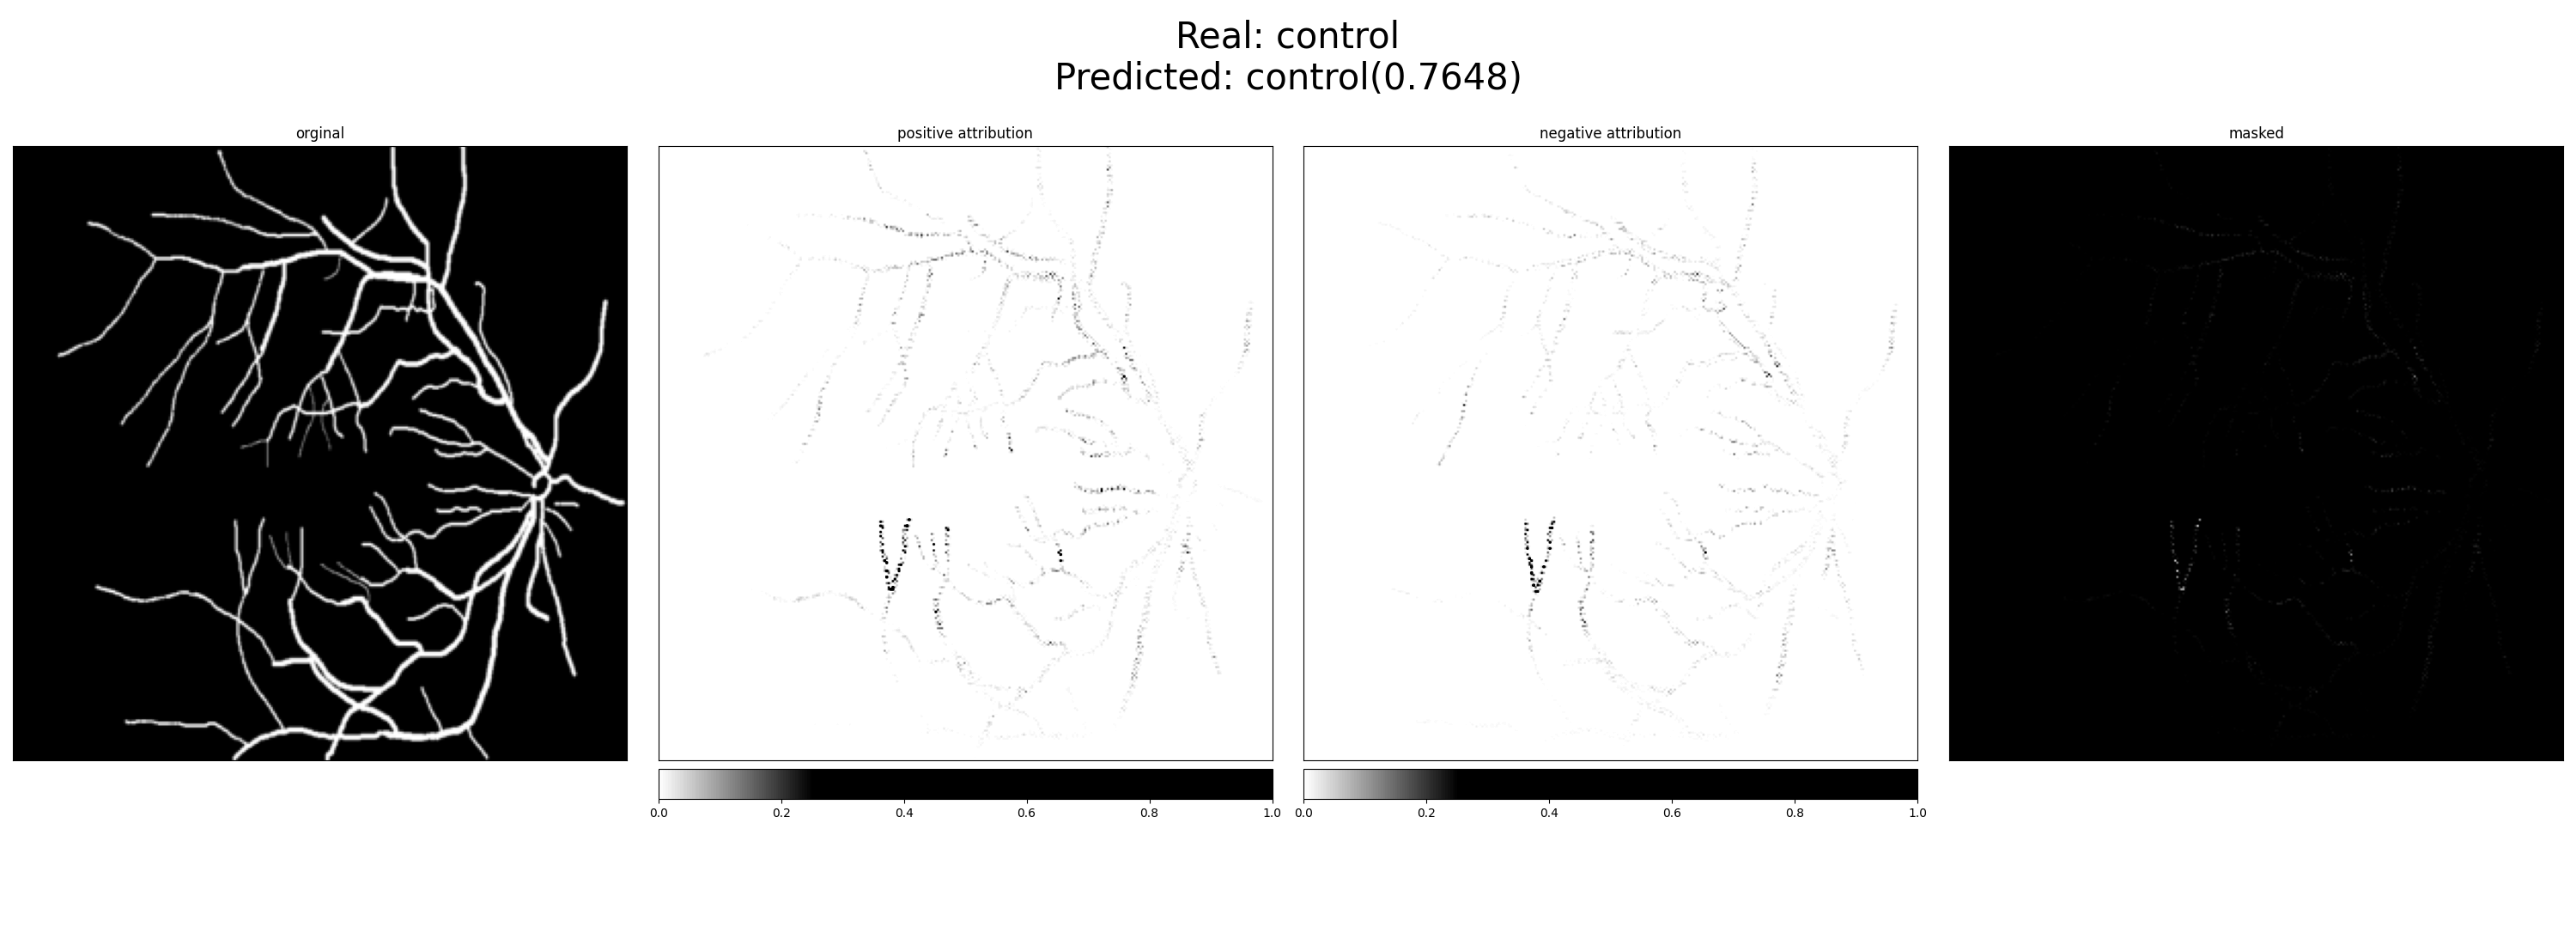 Real: control
Predicted: control(0.7648)
orginal
positive attribution
negative attribution
masked
0.0 0.2 0.4 0.6 0.8 1.0
0.0 0.2 0.4 0.6 0.8 1.0